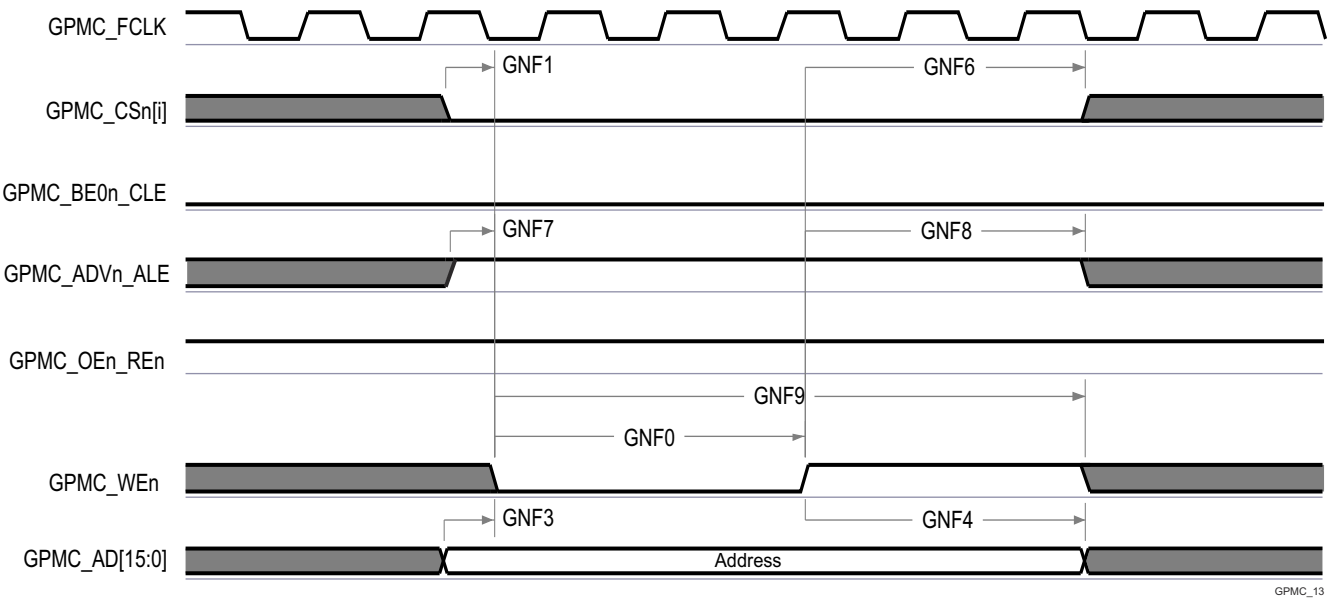 GPMC_FCLK
GNF1
GNF6
GPMC_CSn[i]
GPMC_BE0n_CLE
GNF7
GNF8
GPMC_ADVn_ALE
GPMC_OEn_REn
GNF9
GNF0
GPMC_WEn
GNF3
GNF4
GPMC_AD[15:0]
Address
GPMC_13